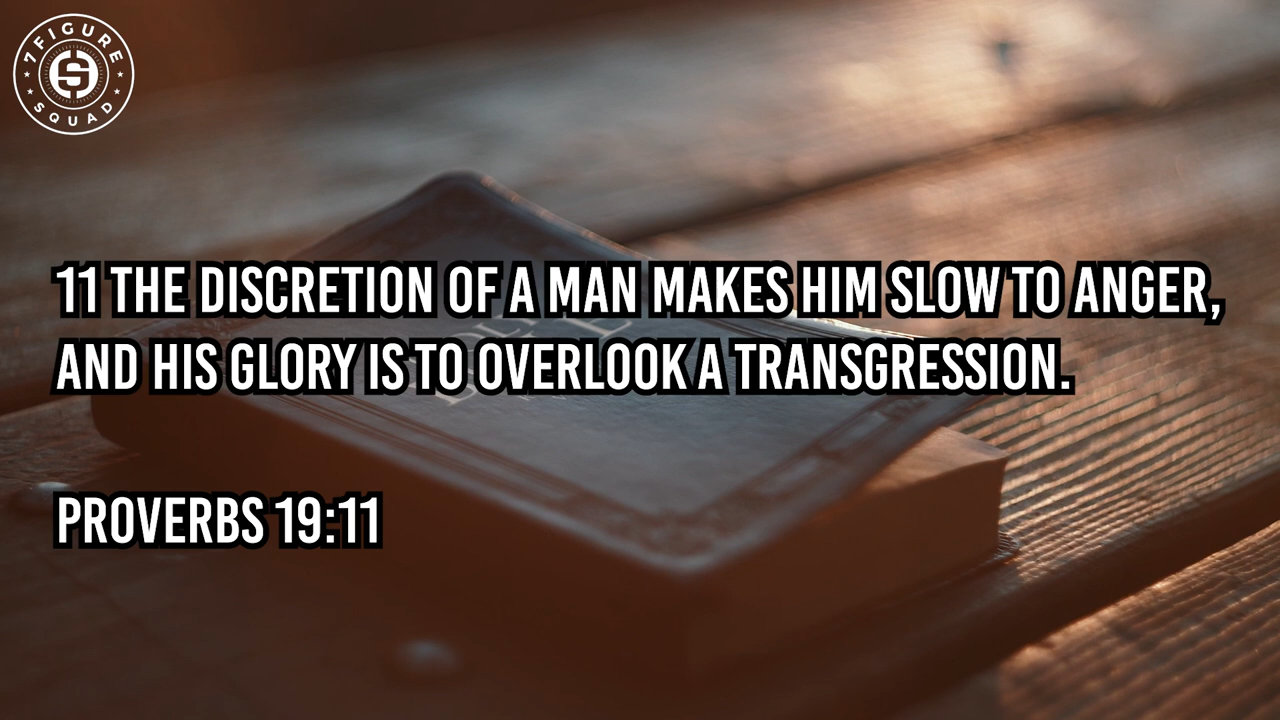 7FIGURE
SQUAD
11 THE DISCRETION OF A MAN MAKES HIM SLOW TO ANGER,
AND HIS GLORY IS TO OVERLOOK A TRANSGRESSION.
PROVERBS 19:11
HOLY